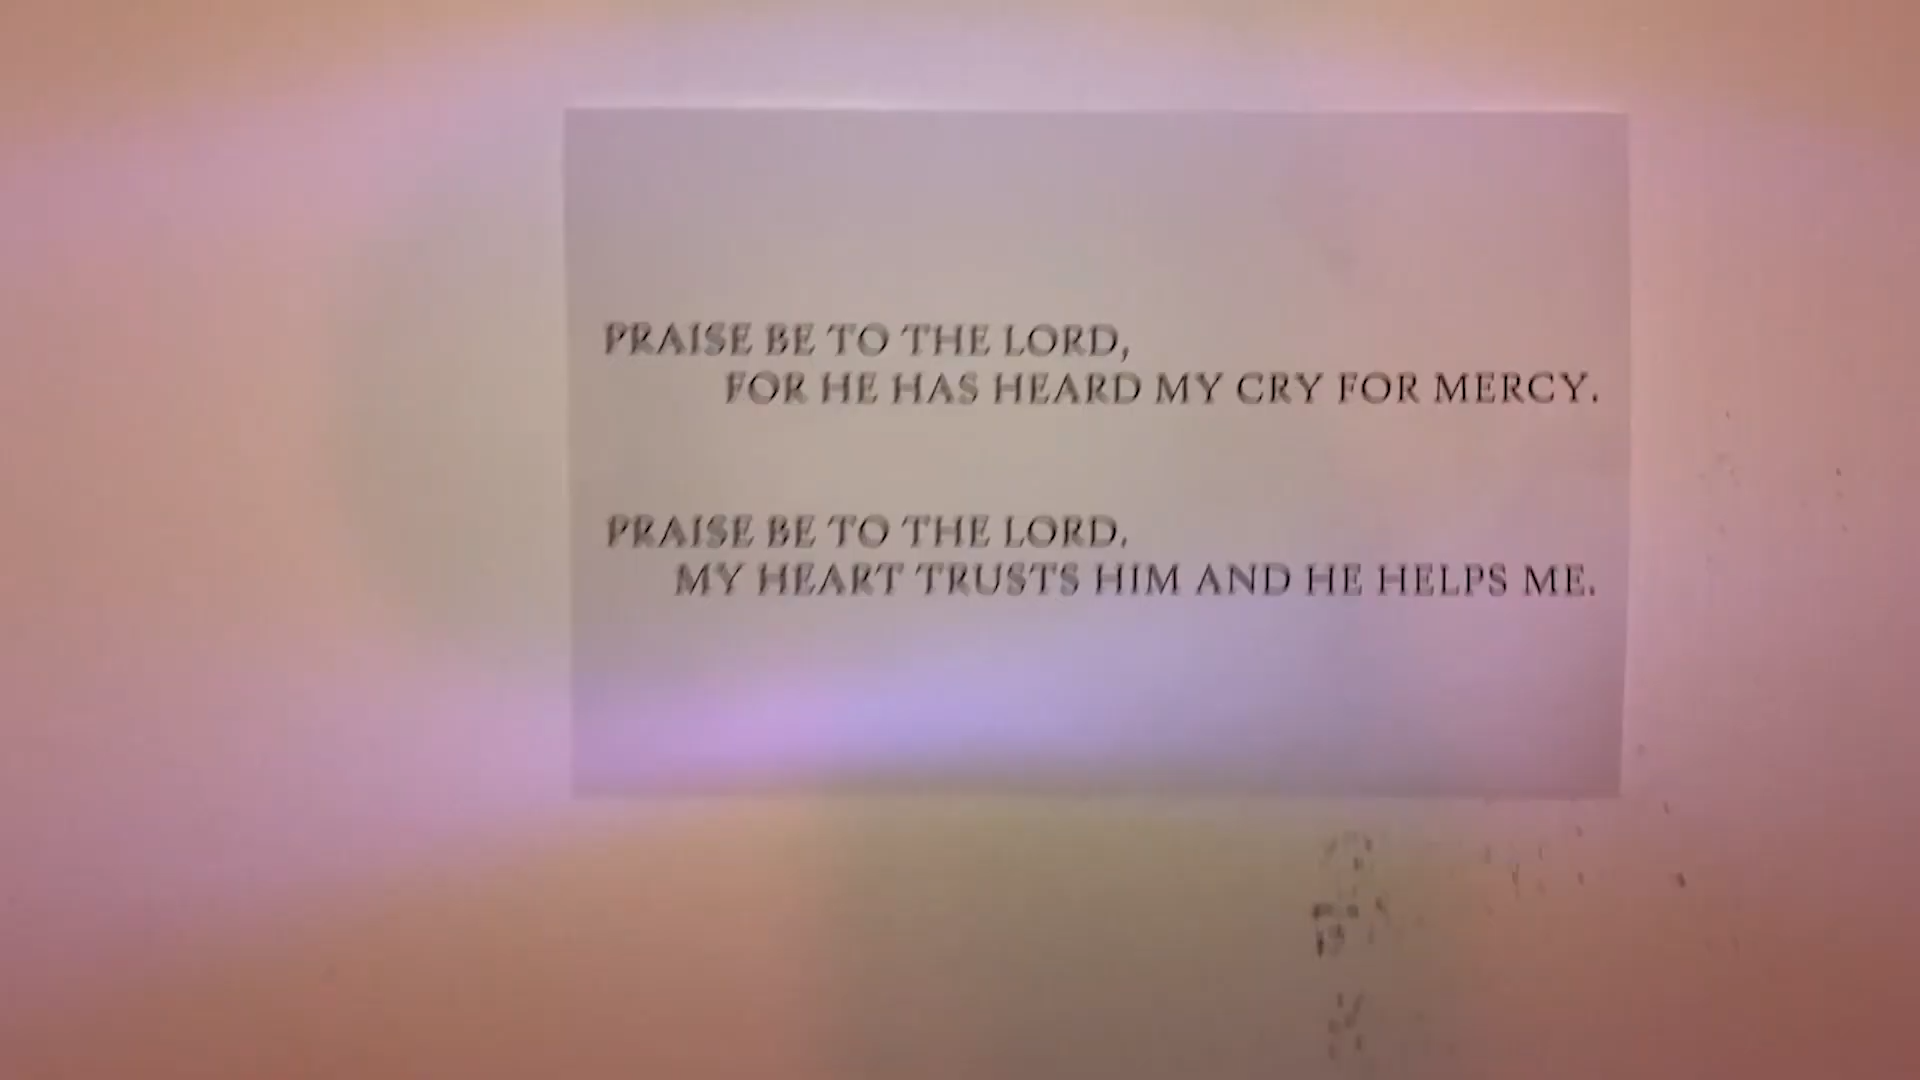 PRAISE BE TO THE LORD,
FOR HE HAS HEARD MY CRY FOR MERCY.
PRAISE BE TO THE LORD.
MY HEART TRUSTS HIM AND HE HELPS ME.